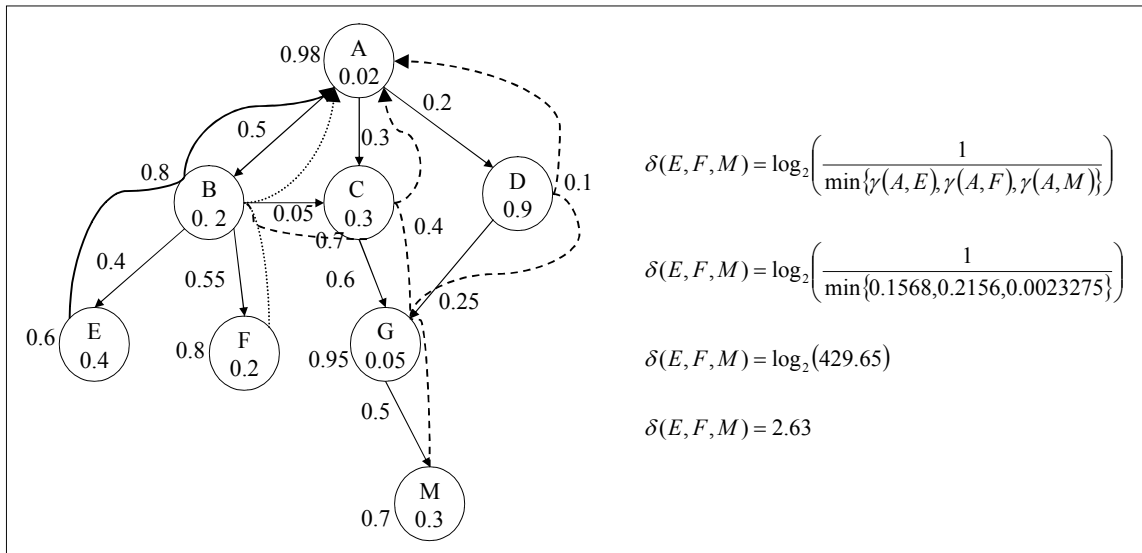 A
0.98
0.02
0.2
0.5
0.3
0.8
B
0. 2
0.05
C
0.3
D
0.9
0.1
0.7
0.4
0.4
0.55
0.6
0.25
E
0.6
0.4
F
0.8
0.2
G
0.95
0.05
0.5
M
0.7
0.3
δ(E, F, M) = log₂(1 / min{γ(A, E), γ(A, F), γ(A, M)})
δ(E, F, M) = log₂(1 / min{0.1568,0.2156,0.0023275})
δ(E, F, M) = log₂(429.65)
δ(E, F, M) = 2.63